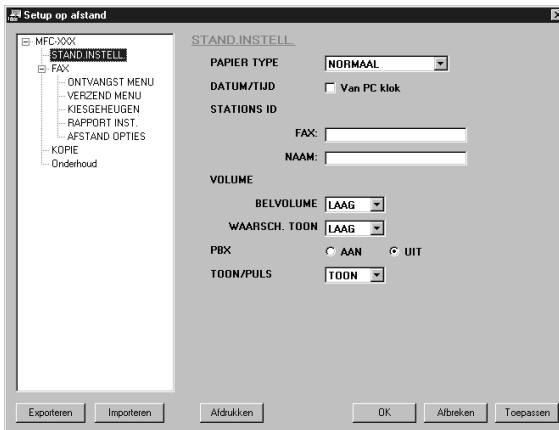 Setup op afstand
MFC-XXX
STAND.INSTELL.
FAX
ONTVANGST MENU
VERZEND MENU
KIESGEHEUGEN
RAPPORT INST.
AFSTAND OPTIES
KOPIE
Onderhoud
STAND.INSTELL.
PAPIER TYPE NORMAAL
DATUM/TIJD Van PC klok
STATIONS ID
FAX:
NAAM:
VOLUME
BELVOLUME LAAG
WAARSCH. TOON LAAG
PBX AAN UIT
TOON/PULS TOON
Exporteren Importeren Afdrukken OK Afbreken Toepassen